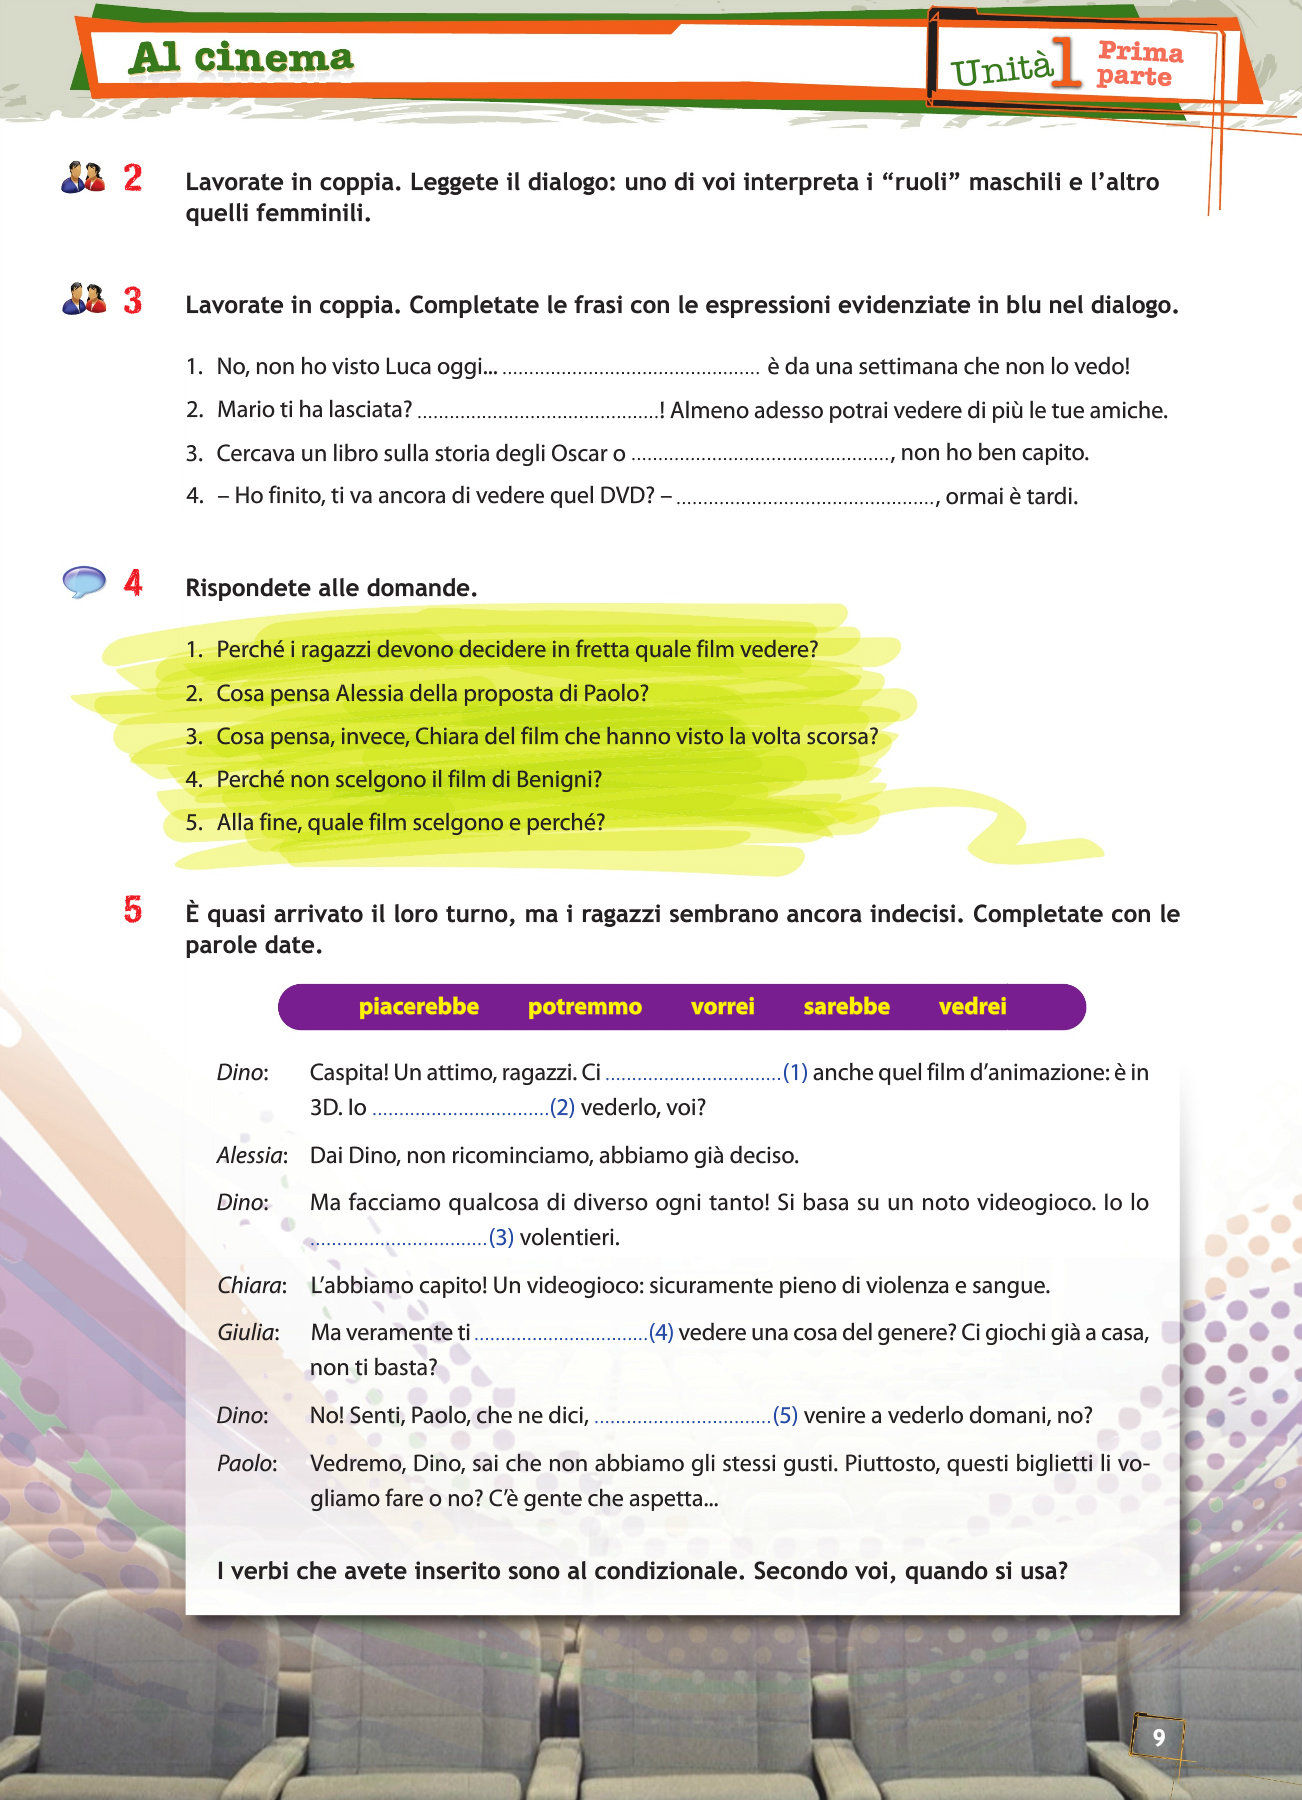 Al cinema
Unità 1 Prima
parte
2 Lavorate in coppia. Leggete il dialogo: uno di voi interpreta i “ruoli” maschili e l’altro
quelli femminili.
3 Lavorate in coppia. Completate le frasi con le espressioni evidenziate in blu nel dialogo.
1. No, non ho visto Luca oggi... ................................................ è da una settimana che non lo vedo!
2. Mario ti ha lasciata? .............................................! Almeno adesso potrai vedere di più le tue amiche.
3. Cercava un libro sulla storia degli Oscar o ................................................, non ho ben capito.
4. – Ho finito, ti va ancora di vedere quel DVD? – ................................................, ormai è tardi.
4 Rispondete alle domande.
1. Perché i ragazzi devono decidere in fretta quale film vedere?
2. Cosa pensa Alessia della proposta di Paolo?
3. Cosa pensa, invece, Chiara del film che hanno visto la volta scorsa?
4. Perché non scelgono il film di Benigni?
5. Alla fine, quale film scelgono e perché?
5 È quasi arrivato il loro turno, ma i ragazzi sembrano ancora indecisi. Completate con le
parole date.
piacerebbe potremmo vorrei sarebbe vedrei
Dino: Caspita! Un attimo, ragazzi. Ci .................................(1) anche quel film d’animazione: è in
3D. Io .................................(2) vederlo, voi?
Alessia: Dai Dino, non ricominciamo, abbiamo già deciso.
Dino: Ma facciamo qualcosa di diverso ogni tanto! Si basa su un noto videogioco. Io lo
.................................(3) volentieri.
Chiara: L’abbiamo capito! Un videogioco: sicuramente pieno di violenza e sangue.
Giulia: Ma veramente ti .................................(4) vedere una cosa del genere? Ci giochi già a casa,
non ti basta?
Dino: No! Senti, Paolo, che ne dici, .................................(5) venire a vederlo domani, no?
Paolo: Vedremo, Dino, sai che non abbiamo gli stessi gusti. Piuttosto, questi biglietti li vo-
gliamo fare o no? C’è gente che aspetta...
I verbi che avete inserito sono al condizionale. Secondo voi, quando si usa?
9